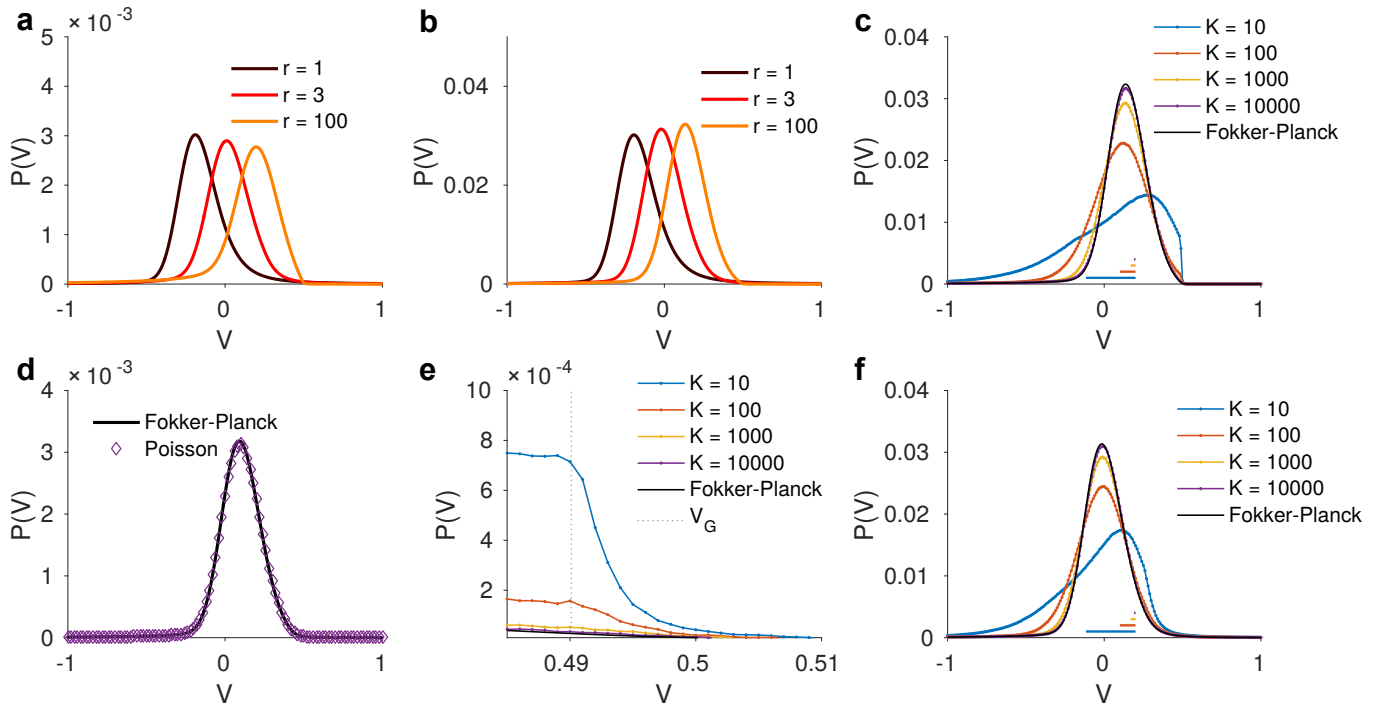 a
× 10⁻³
5
4
3
2
1
0
-1
0
1
P(V)
V
r = 1
r = 3
r = 100
b
0.04
0.02
0
-1
0
1
P(V)
V
r = 1
r = 3
r = 100
c
0.04
0.03
0.02
0.01
0
-1
0
1
P(V)
V
K = 10
K = 100
K = 1000
K = 10000
Fokker-Planck
d
× 10⁻³
4
3
2
1
0
-1
0
1
P(V)
V
Fokker-Planck
Poisson
e
× 10⁻⁴
10
8
6
4
2
0.49
0.5
0.51
P(V)
V
K = 10
K = 100
K = 1000
K = 10000
Fokker-Planck
V_G
f
0.04
0.03
0.02
0.01
0
-1
0
1
P(V)
V
K = 10
K = 100
K = 1000
K = 10000
Fokker-Planck